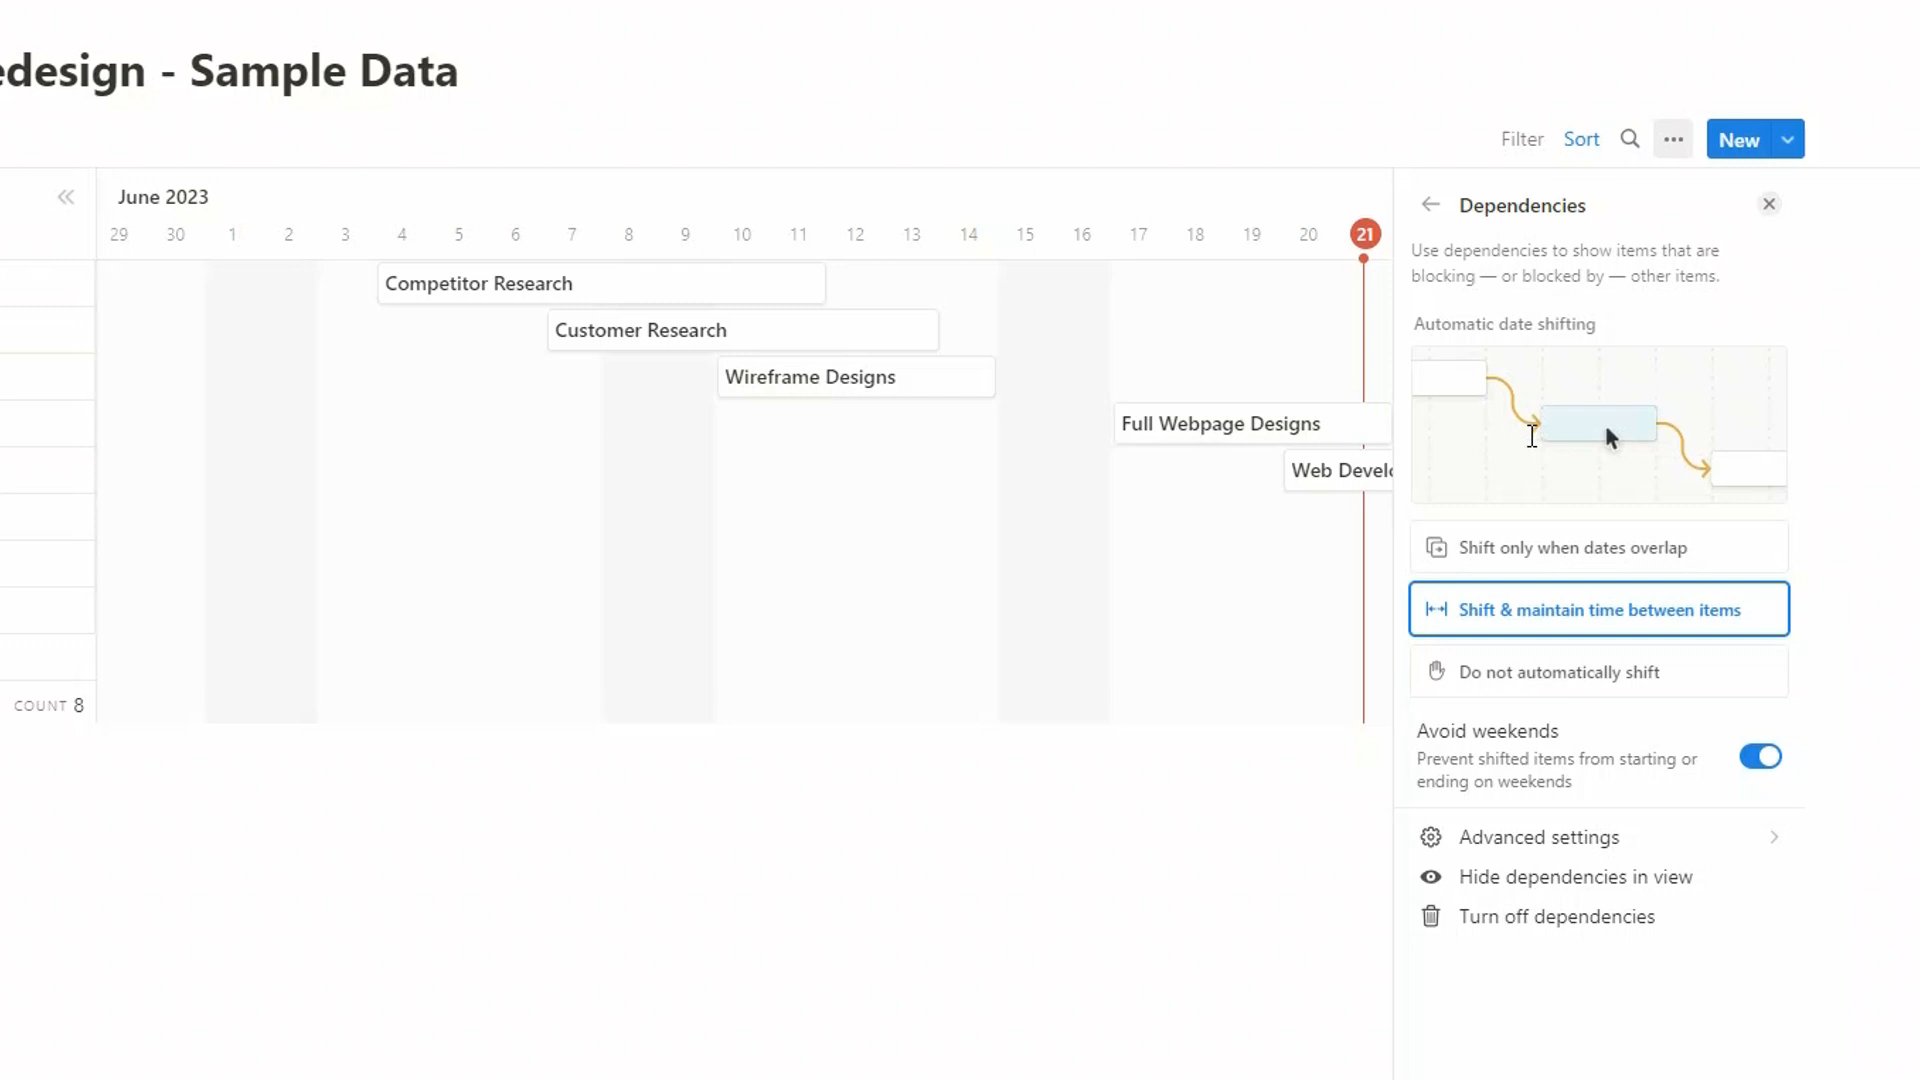 edesign - Sample Data
Filter Sort New
June 2023
29 30 1 2 3 4 5 6 7 8 9 10 11 12 13 14 15 16 17 18 19 20 21
Competitor Research
Customer Research
Wireframe Designs
Full Webpage Designs
Web Develo
COUNT 8
Dependencies
Use dependencies to show items that are
blocking — or blocked by — other items.
Automatic date shifting
Shift only when dates overlap
Shift & maintain time between items
Do not automatically shift
Avoid weekends
Prevent shifted items from starting or
ending on weekends
Advanced settings
Hide dependencies in view
Turn off dependencies